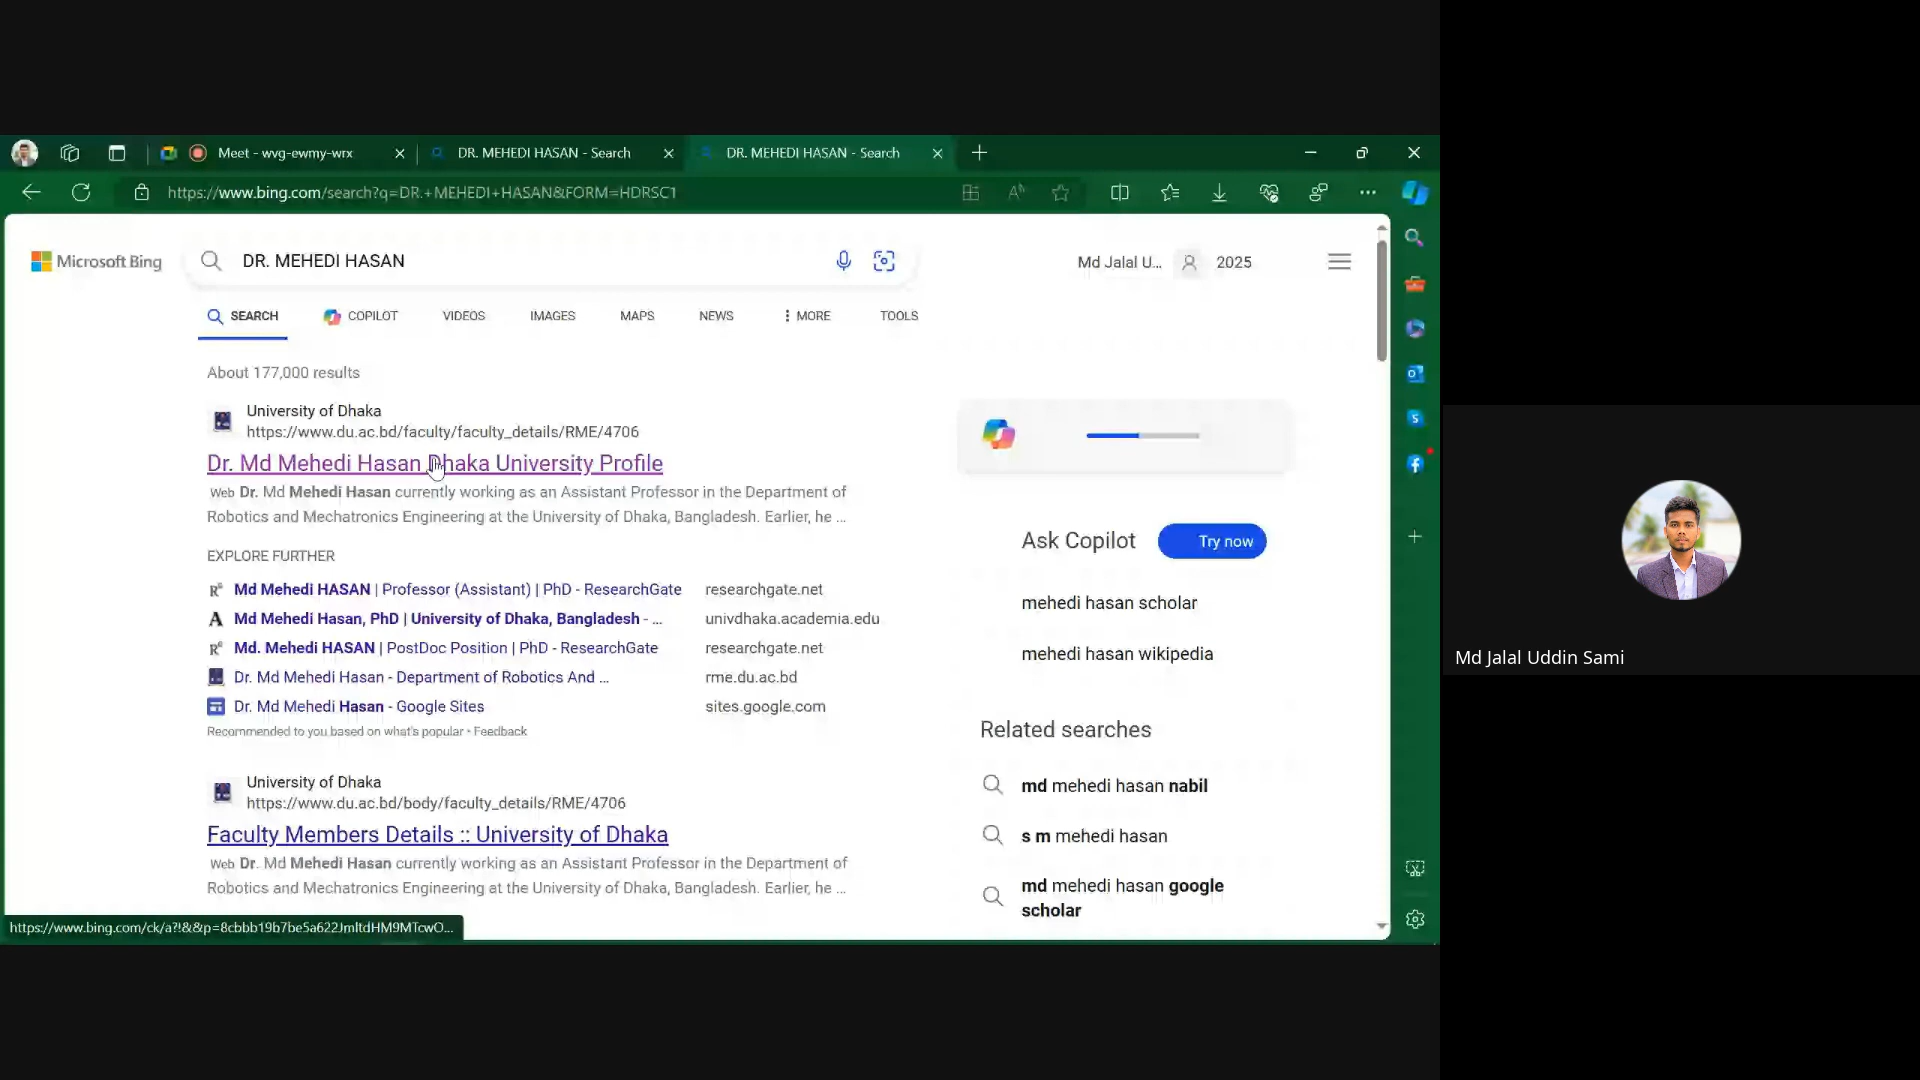 Meet - wvg-ewmy-wrx
DR. MEHEDI HASAN - Search
DR. MEHEDI HASAN - Search
https://www.bing.com/search?q=DR.+MEHEDI+HASAN&FORM=HDRSC1
Microsoft Bing
DR. MEHEDI HASAN
Md Jalal U...
2025
SEARCH
COPILOT
VIDEOS
IMAGES
MAPS
NEWS
MORE
TOOLS
About 177,000 results
University of Dhaka
https://www.du.ac.bd/faculty/faculty_details/RME/4706
Dr. Md Mehedi Hasan Dhaka University Profile
Web Dr. Md Mehedi Hasan currently working as an Assistant Professor in the Department of
Robotics and Mechatronics Engineering at the University of Dhaka, Bangladesh. Earlier, he ...
EXPLORE FURTHER
Md Mehedi HASAN | Professor (Assistant) | PhD - ResearchGate
researchgate.net
Md Mehedi Hasan, PhD | University of Dhaka, Bangladesh - ...
univdhaka.academia.edu
Md. Mehedi HASAN | PostDoc Position | PhD - ResearchGate
researchgate.net
Dr. Md Mehedi Hasan - Department of Robotics And ...
rme.du.ac.bd
Dr. Md Mehedi Hasan - Google Sites
sites.google.com
Recommended to you based on what's popular • Feedback
University of Dhaka
https://www.du.ac.bd/body/faculty_details/RME/4706
Faculty Members Details :: University of Dhaka
Web Dr. Md Mehedi Hasan currently working as an Assistant Professor in the Department of
Robotics and Mechatronics Engineering at the University of Dhaka, Bangladesh. Earlier, he ...
Ask Copilot
Try now
mehedi hasan scholar
mehedi hasan wikipedia
Related searches
md mehedi hasan nabil
s m mehedi hasan
md mehedi hasan google
scholar
https://www.bing.com/ck/a?!&&p=8cbbb19b7be5a622JmltdHM9MTcwO...
Md Jalal Uddin Sami